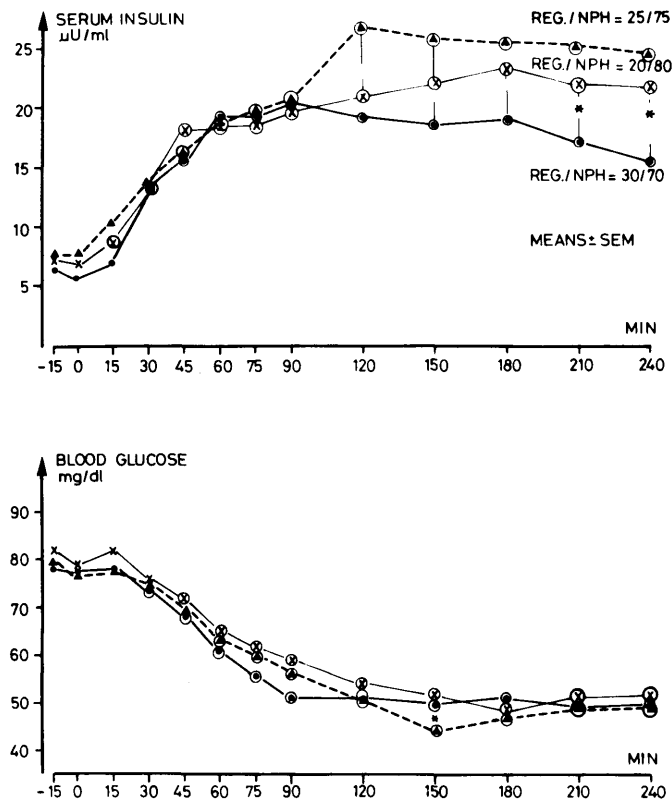 SERUM INSULIN
µU/ml
REG./NPH = 25/75
25
REG./NPH = 20/80
20
*
*
15
REG./NPH = 30/70
10
MEANS ± SEM
5
MIN
-15 0 15 30 45 60 75 90 120 150 180 210 240
BLOOD GLUCOSE
mg/dl
90
80
70
60
50
*
40
MIN
-15 0 15 30 45 60 75 90 120 150 180 210 240